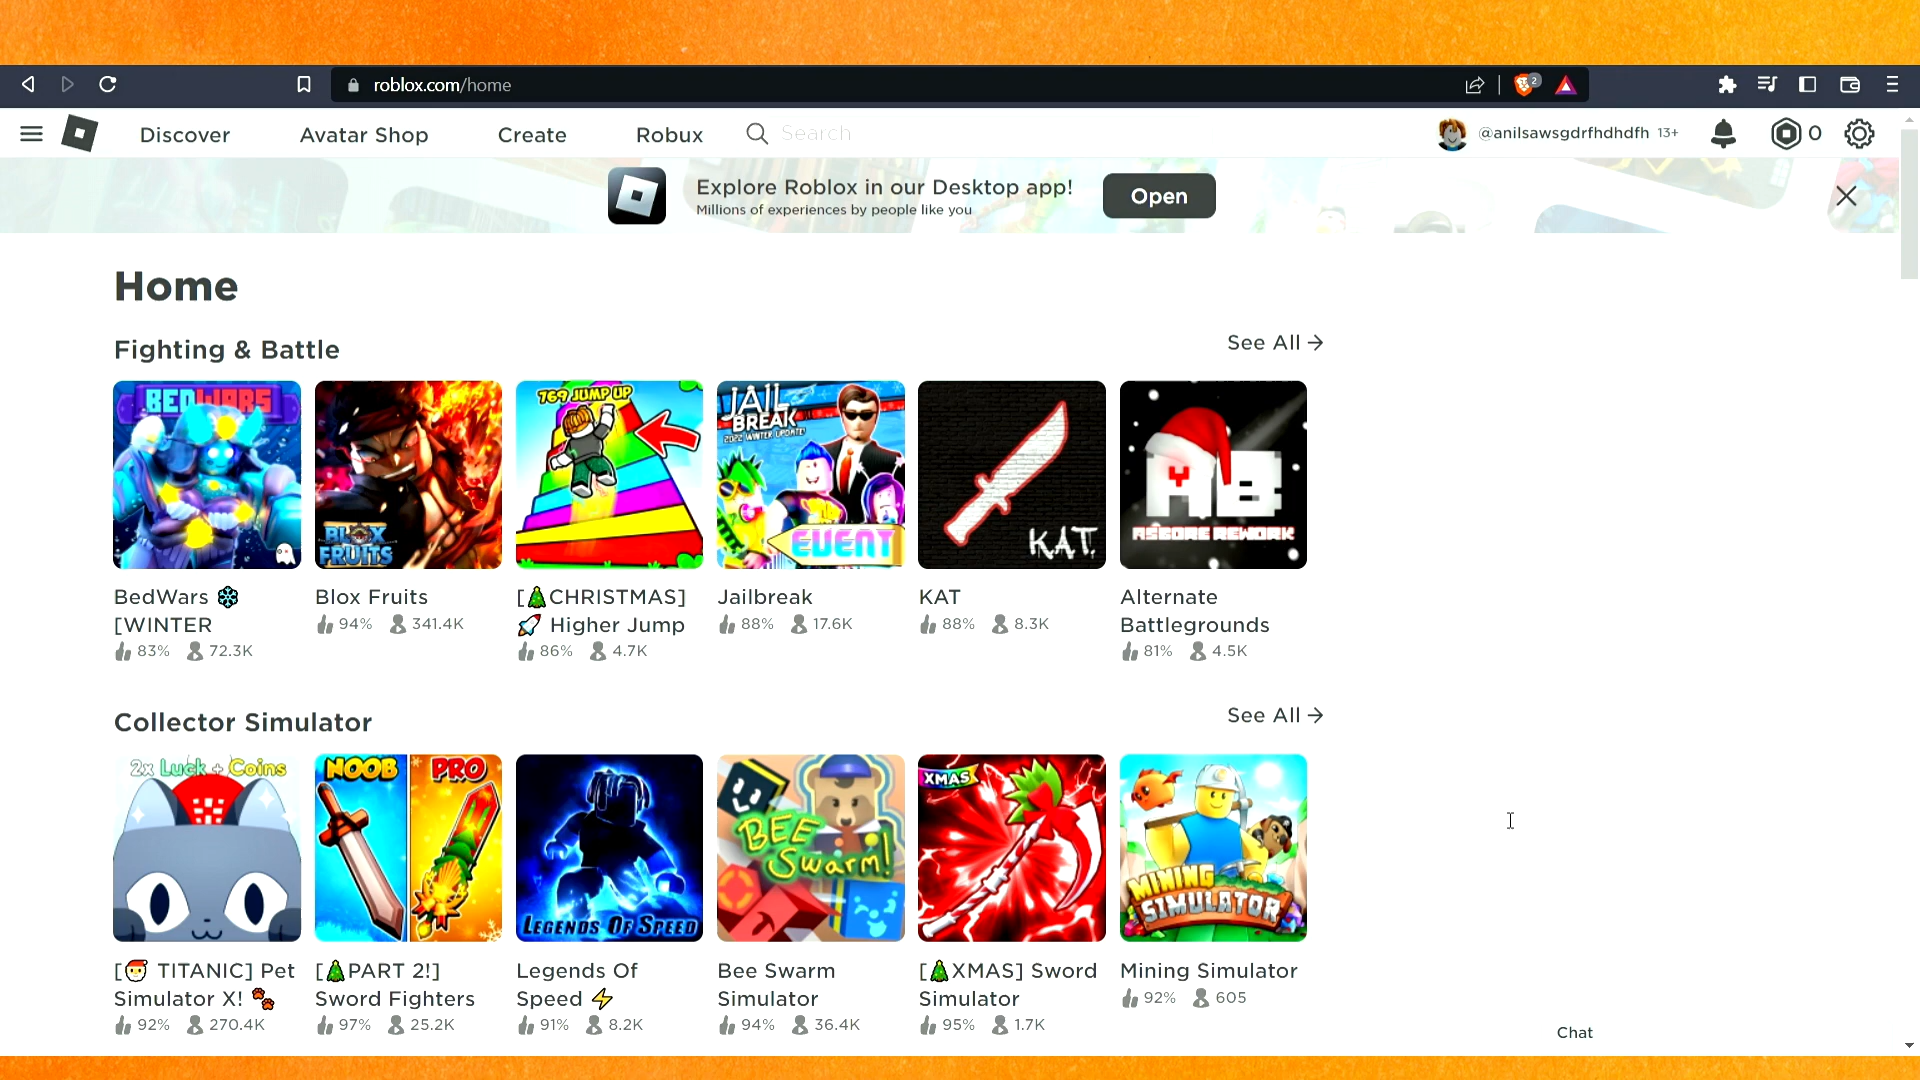 roblox.com/home
2
Discover
Avatar Shop
Create
Robux
Search
@anilsawsgdrfhdhdfh 13+
0
Explore Roblox in our Desktop app!
Millions of experiences by people like you
Open
Home
Fighting & Battle
See All →
BEDWARS
BLOX
FRUITS
769 JUMP UP
JAIL
BREAK
2022 WINTER UPDATE!
EVENT
KAT.
AB
ASGORE REWORK
BedWars ❄
[WINTER
83% 72.3K
Blox Fruits
94% 341.4K
[🎄CHRISTMAS]
🚀 Higher Jump
86% 4.7K
Jailbreak
88% 17.6K
KAT
88% 8.3K
Alternate
Battlegrounds
81% 4.5K
Collector Simulator
See All →
2x Luck + Coins
NOOB
PRO
LEGENDS OF SPEED
BEE
Swarm!
XMAS
MINING
SIMULATOR
[🎅 TITANIC] Pet
Simulator X! 🐾
92% 270.4K
[🎄PART 2!]
Sword Fighters
97% 25.2K
Legends Of
Speed ⚡
91% 8.2K
Bee Swarm
Simulator
94% 36.4K
[🎄XMAS] Sword
Simulator
95% 1.7K
Mining Simulator
92% 605
Chat